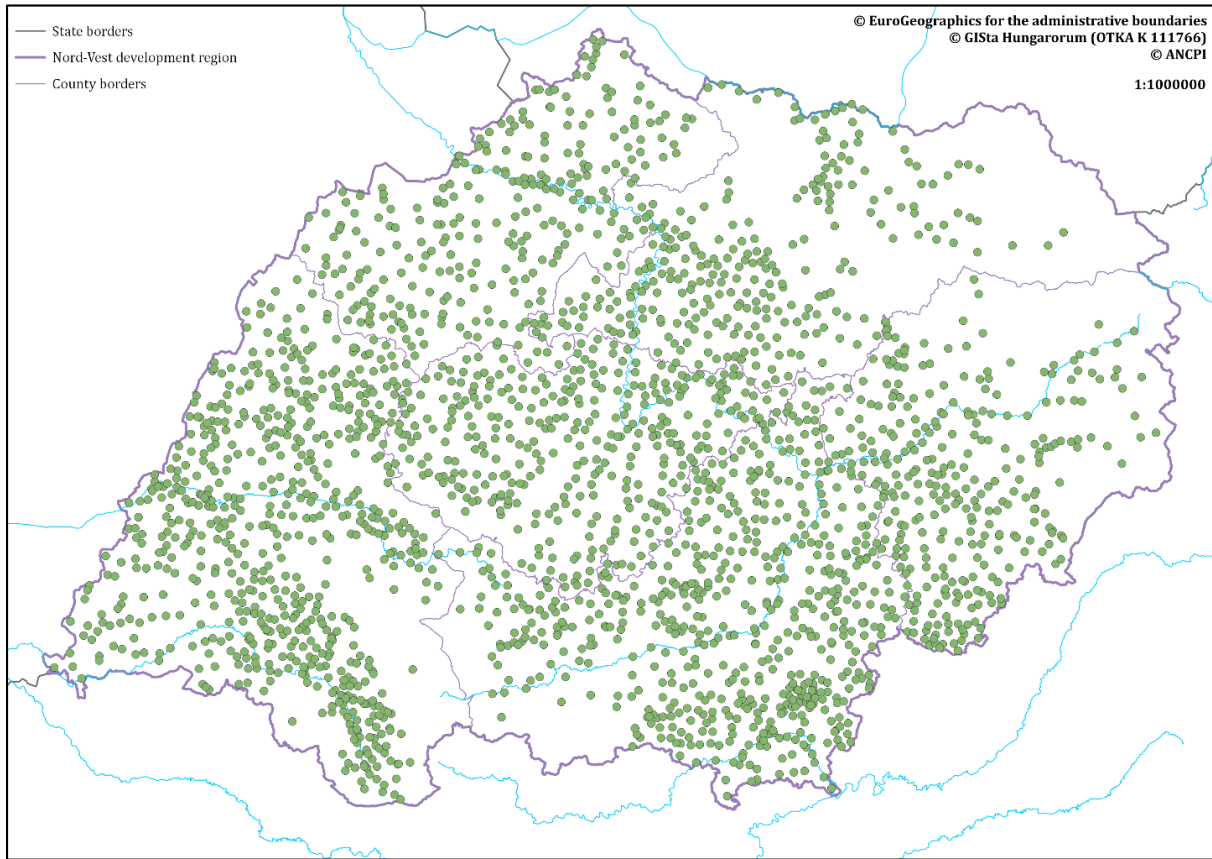 State borders
Nord-Vest development region
County borders
© EuroGeographics for the administrative boundaries
© GISta Hungarorum (OTKA K 111766)
© ANCPI
1:1000000